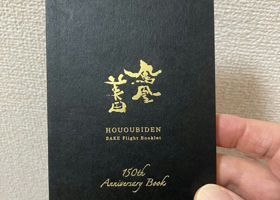 鳳凰
美田
HOUOUBIDEN
SAKE Flight Booklet
150th
Anniversary Book